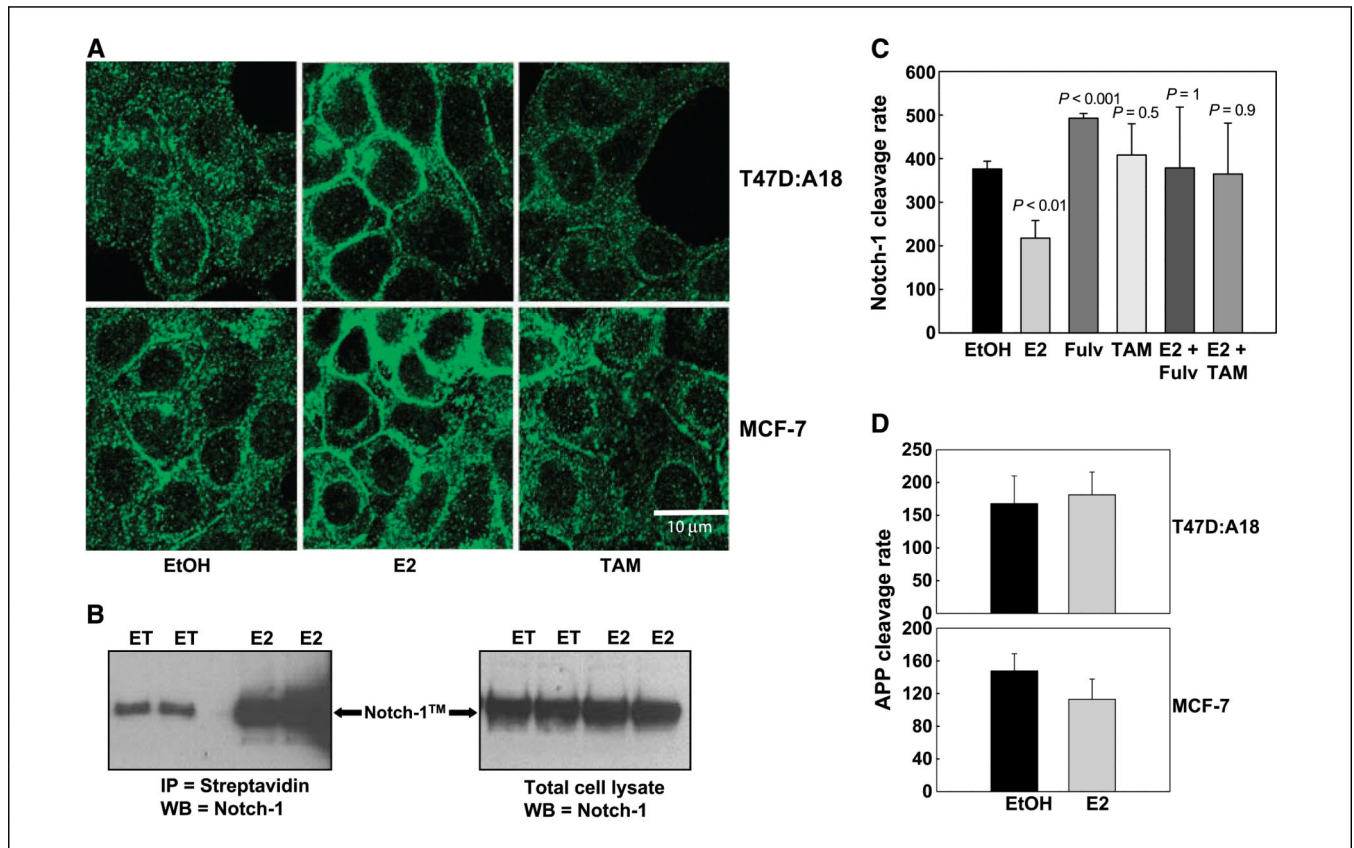 A
T47D:A18
MCF-7
10 μm
EtOH
E2
TAM
B
ET
ET
E2
E2
ET
ET
E2
E2
Notch-1TM
IP = Streptavidin
WB = Notch-1
Total cell lysate
WB = Notch-1
C
Notch-1 cleavage rate
600
500
400
300
200
100
0
P < 0.01
P < 0.001
P = 0.5
P = 1
P = 0.9
EtOH
E2
Fulv
TAM
E2 +
Fulv
E2 +
TAM
D
APP cleavage rate
250
200
150
100
50
0
T47D:A18
200
160
120
80
40
0
MCF-7
EtOH
E2